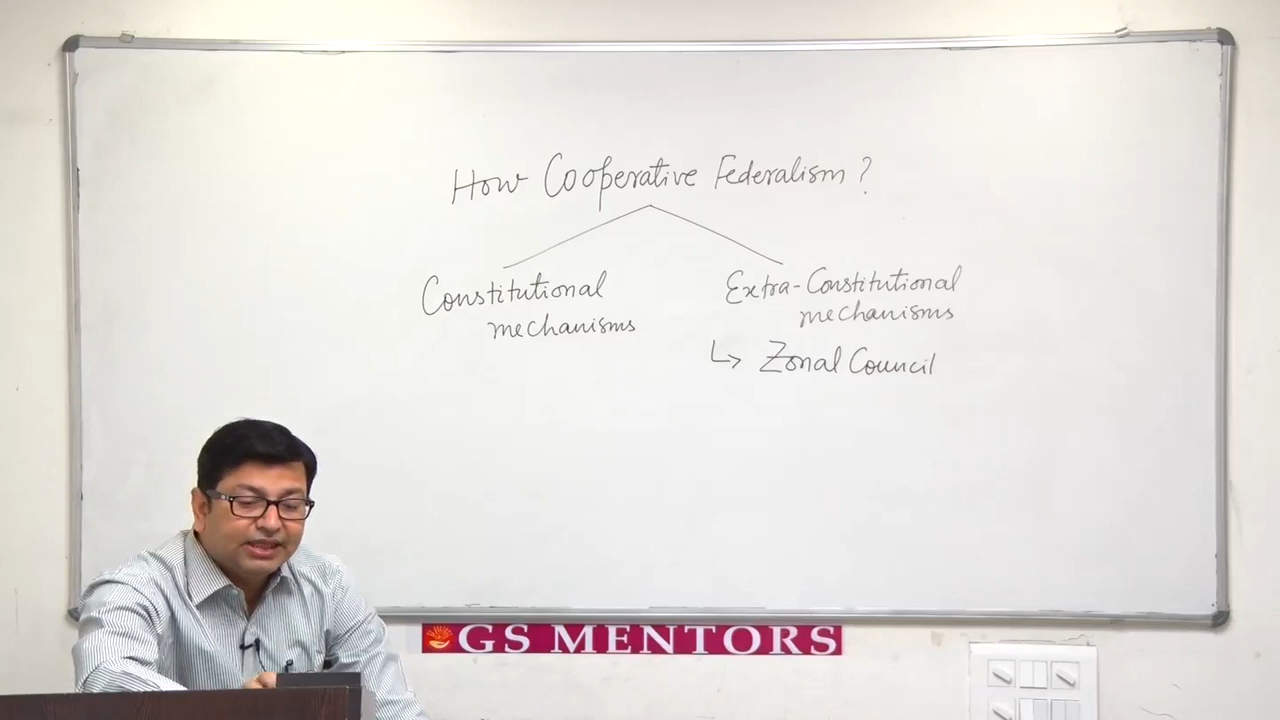 How Cooperative Federalism?
Constitutional
mechanisms
Extra-Constitutional
mechanisms
↳ Zonal Council
GS MENTORS